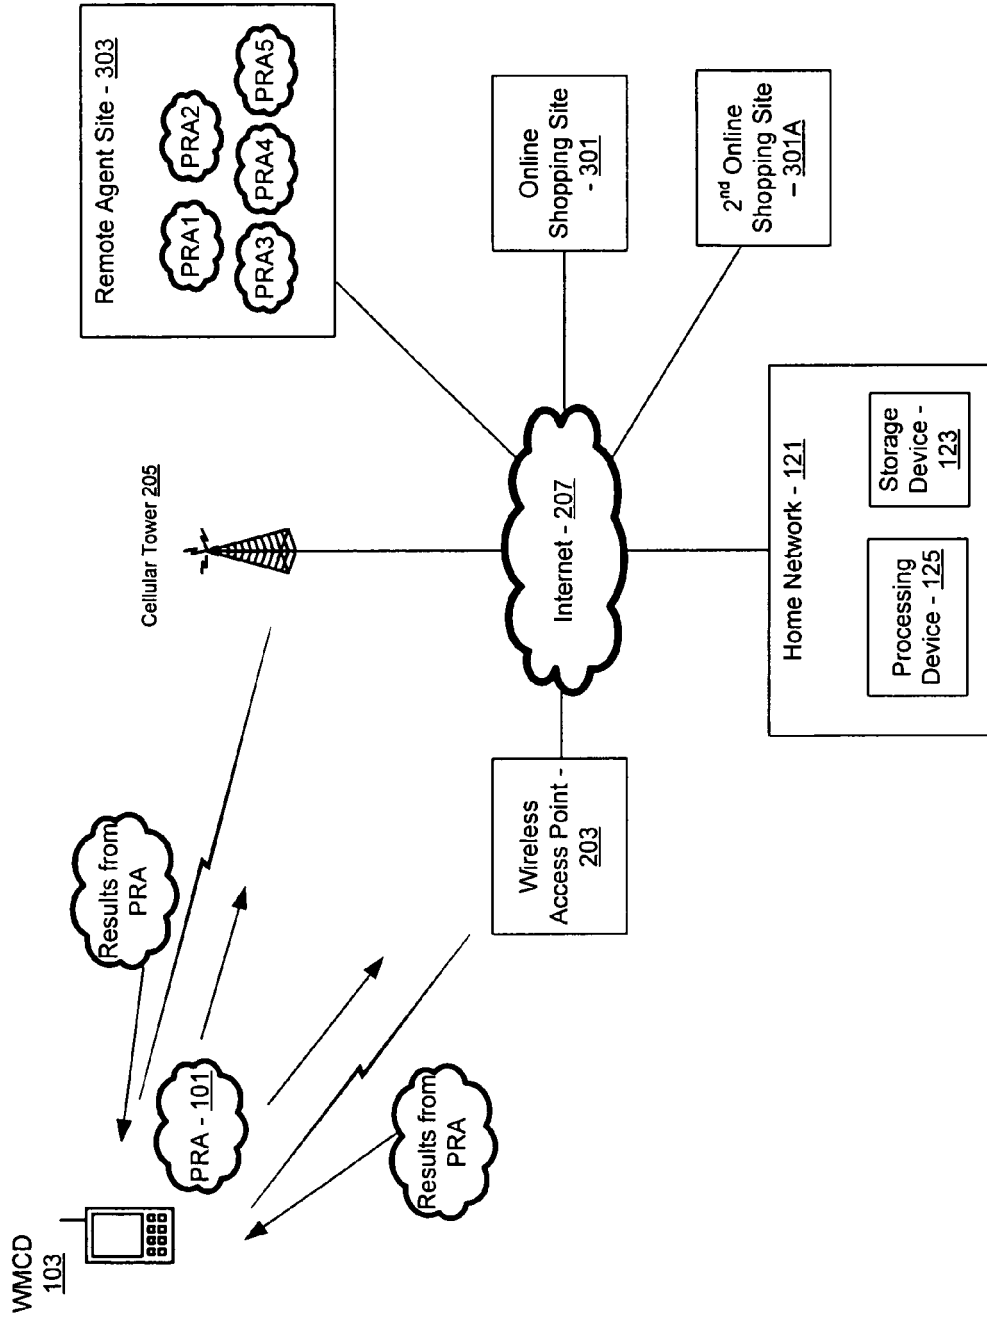 WMCD
103
PRA - 101
Results from
PRA
Results from
PRA
Cellular Tower 205
Wireless
Access Point -
203
Internet - 207
Remote Agent Site - 303
PRA1
PRA2
PRA3
PRA4
PRA5
Online
Shopping Site
- 301
2nd Online
Shopping Site
– 301A
Home Network - 121
Processing
Device - 125
Storage
Device -
123